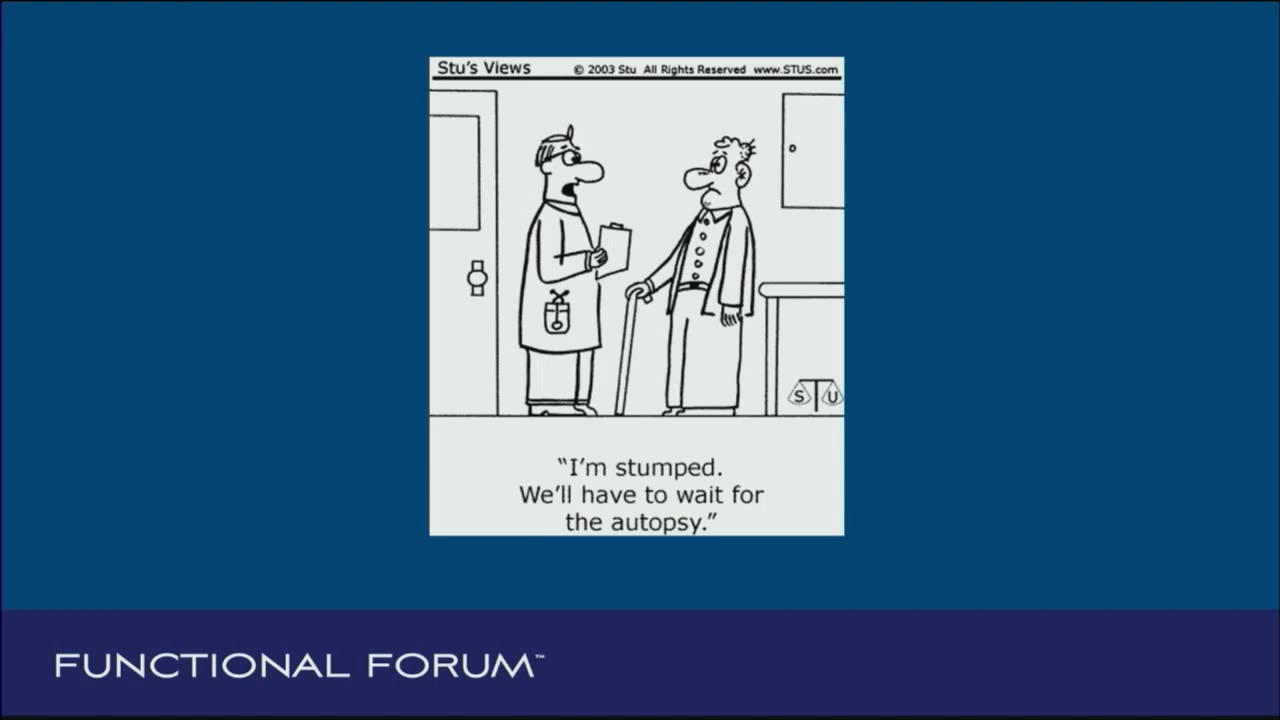 Stu's Views © 2003 Stu All Rights Reserved www.STUS.com
S U
"I'm stumped.
We'll have to wait for
the autopsy."
FUNCTIONAL FORUM™